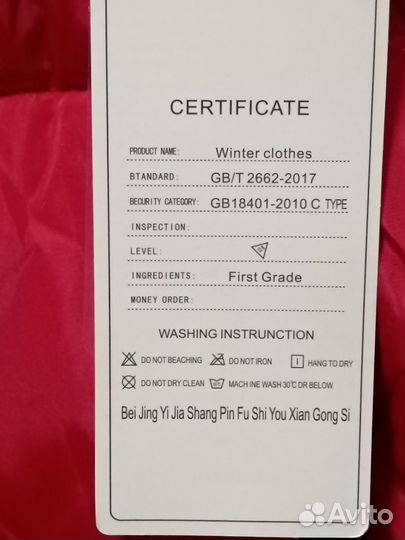 CERTIFICATE
PRODUCT NAME: Winter clothes
BTANDARD: GB/T 2662-2017
BECURITY CATEGORY: GB18401-2010 C TYPE
INSPECTION:
LEVEL:
INGREDIENTS: First Grade
MONEY ORDER:
WASHING INSTRUNCTION
DO NOT BEACHING DO NOT IRON HANG TO DRY
DO NOT DRY CLEAN MACH INE WASH 30℃ DR BELOW
Bei Jing Yi Jia Shang Pin Fu Shi You Xian Gong Si
Avito